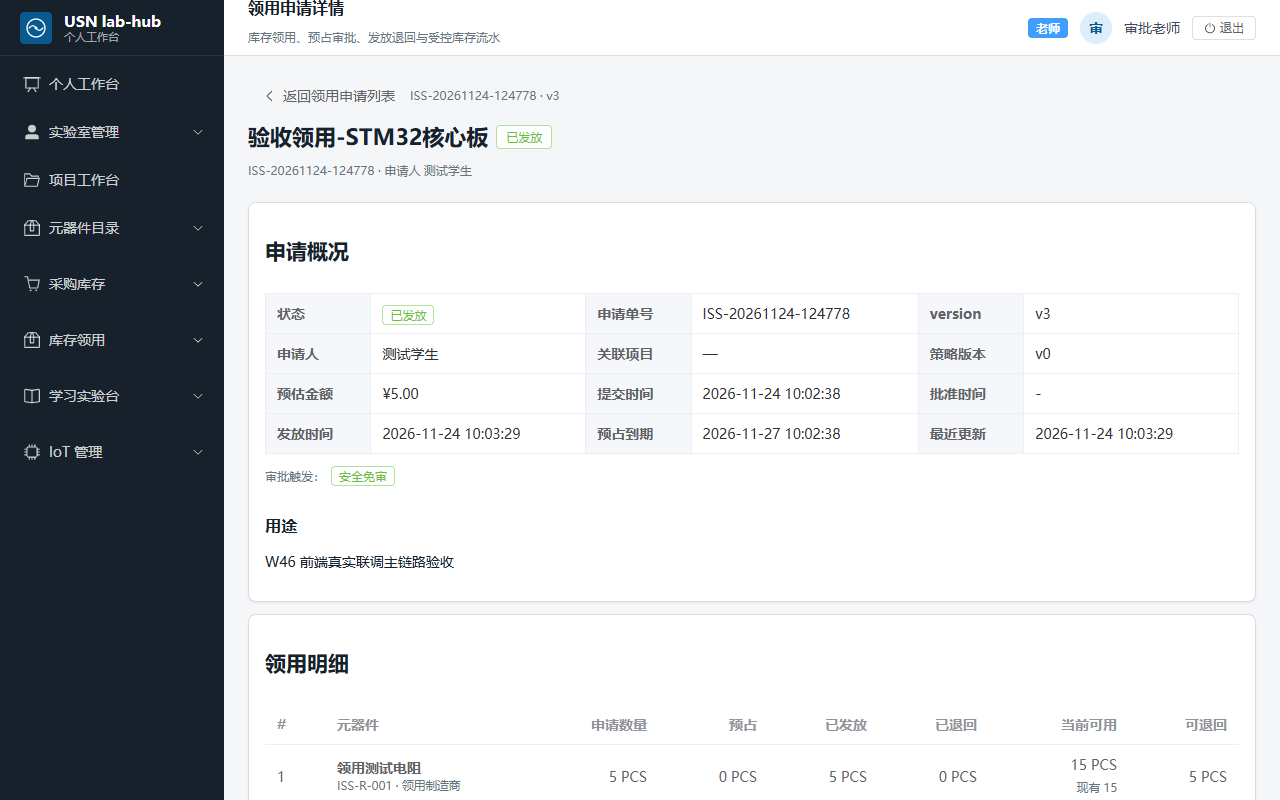 USN lab-hub
个人工作台
个人工作台
实验室管理
项目工作台
元器件目录
采购库存
库存领用
学习实验台
IoT 管理
领用申请详情
库存领用、预占审批、发放退回与受控库存流水
老师
审
审批老师
退出
返回领用申请列表 ISS-20261124-124778 · v3
验收领用-STM32核心板 已发放
ISS-20261124-124778 · 申请人 测试学生
申请概况
状态 已发放 申请单号 ISS-20261124-124778 version v3
申请人 测试学生 关联项目 — 策略版本 v0
预估金额 ¥5.00 提交时间 2026-11-24 10:02:38 批准时间 -
发放时间 2026-11-24 10:03:29 预占到期 2026-11-27 10:02:38 最近更新 2026-11-24 10:03:29
审批触发： 安全免审
用途
W46 前端真实联调主链路验收
领用明细
# 元器件 申请数量 预占 已发放 已退回 当前可用 可退回
1 领用测试电阻 5 PCS 0 PCS 5 PCS 0 PCS 15 PCS 5 PCS
ISS-R-001 · 领用制造商 现有 15